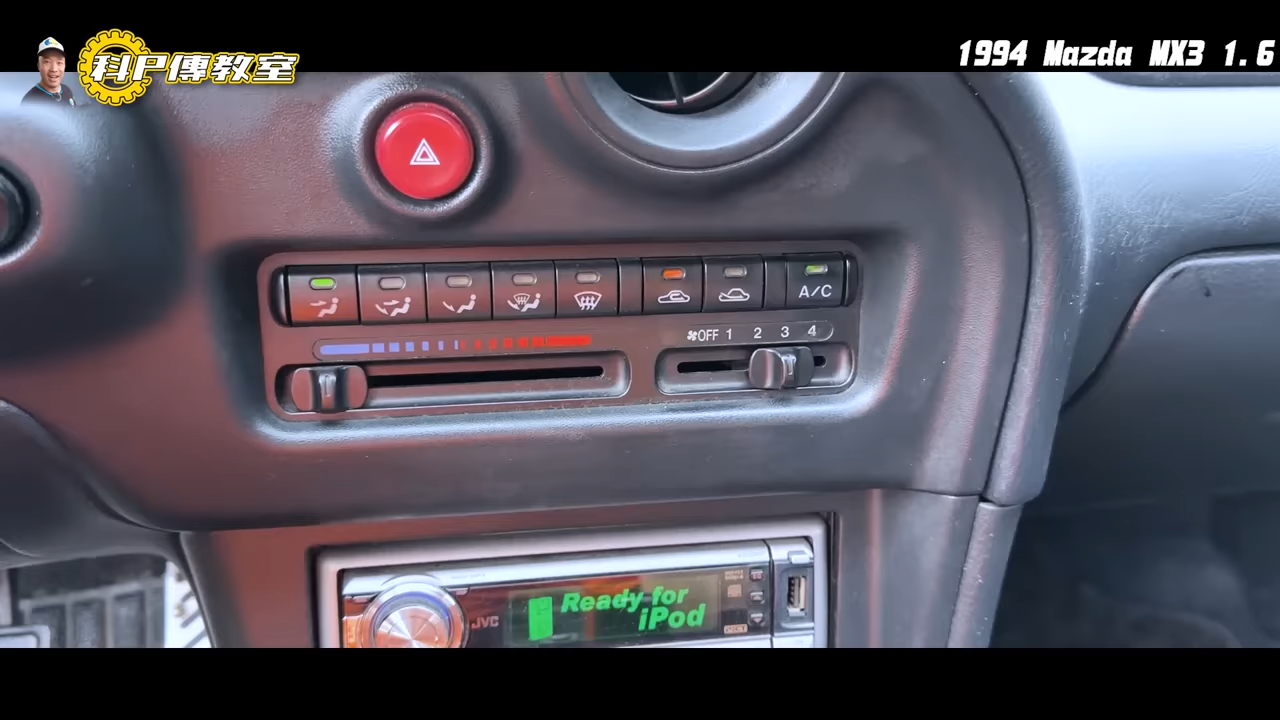 科P傳教室
1994 Mazda MX3 1.6
A/C
OFF 1 2 3 4
JVC
Ready for
iPod